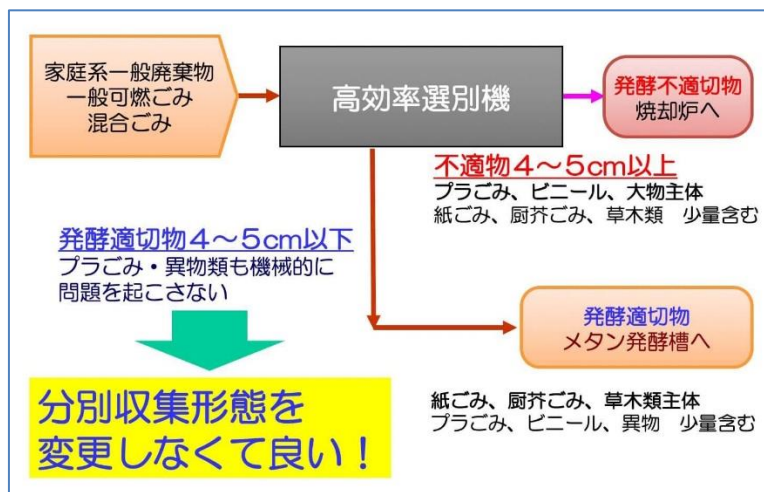 家庭系一般廃棄物
一般可燃ごみ
混合ごみ
高効率選別機
発酵不適切物
焼却炉へ
不適物4～5cm以上
プラごみ、ビニール、大物主体
紙ごみ、厨芥ごみ、草木類 少量含む
発酵適切物4～5cm以下
プラごみ・異物類も機械的に
問題を起こさない
発酵適切物
メタン発酵槽へ
紙ごみ、厨芥ごみ、草木類主体
プラごみ、ビニール、異物 少量含む
分別収集形態を
変更しなくて良い！